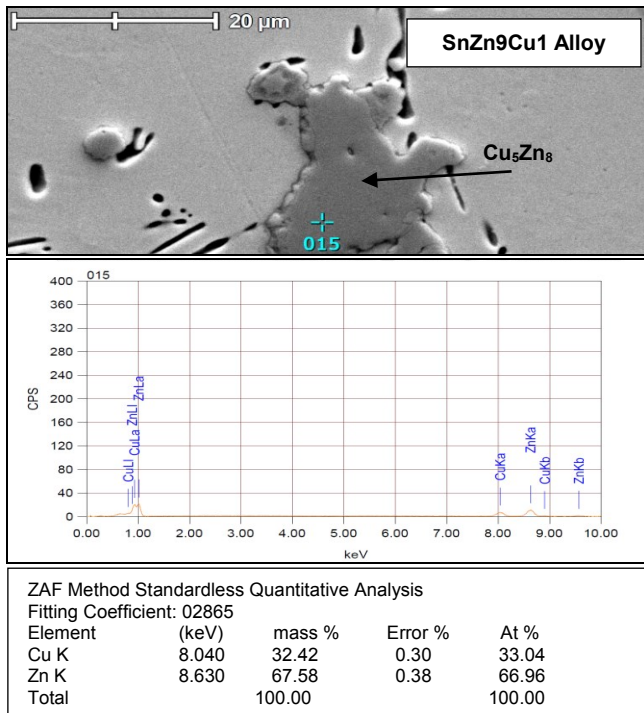 20 µm
SnZn9Cu1 Alloy
Cu₅Zn₈
015
015
400
360
320
280
240
200
160
120
80
40
0
CPS
CuLl
CuLa
ZnLl
ZnLa
CuKa
ZnKa
CuKb
ZnKb
0.00 1.00 2.00 3.00 4.00 5.00 6.00 7.00 8.00 9.00 10.00
keV
ZAF Method Standardless Quantitative Analysis
Fitting Coefficient: 02865
Element (keV) mass % Error % At %
Cu K 8.040 32.42 0.30 33.04
Zn K 8.630 67.58 0.38 66.96
Total 100.00 100.00